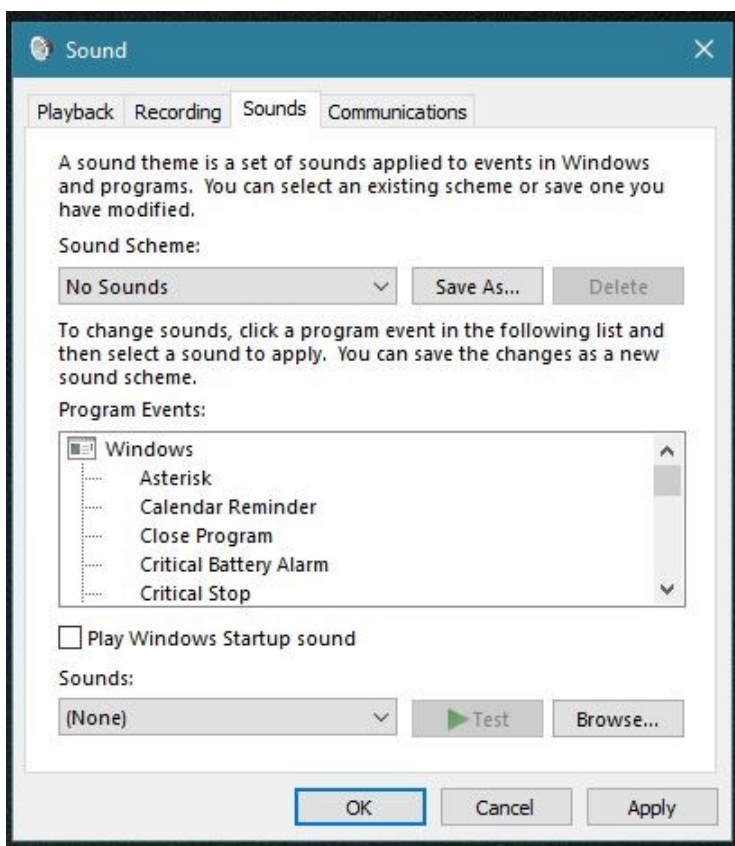 Sound
Playback Recording Sounds Communications
A sound theme is a set of sounds applied to events in Windows
and programs. You can select an existing scheme or save one you
have modified.
Sound Scheme:
No Sounds Save As... Delete
To change sounds, click a program event in the following list and
then select a sound to apply. You can save the changes as a new
sound scheme.
Program Events:
Windows
Asterisk
Calendar Reminder
Close Program
Critical Battery Alarm
Critical Stop
Play Windows Startup sound
Sounds:
(None) Test Browse...
OK Cancel Apply